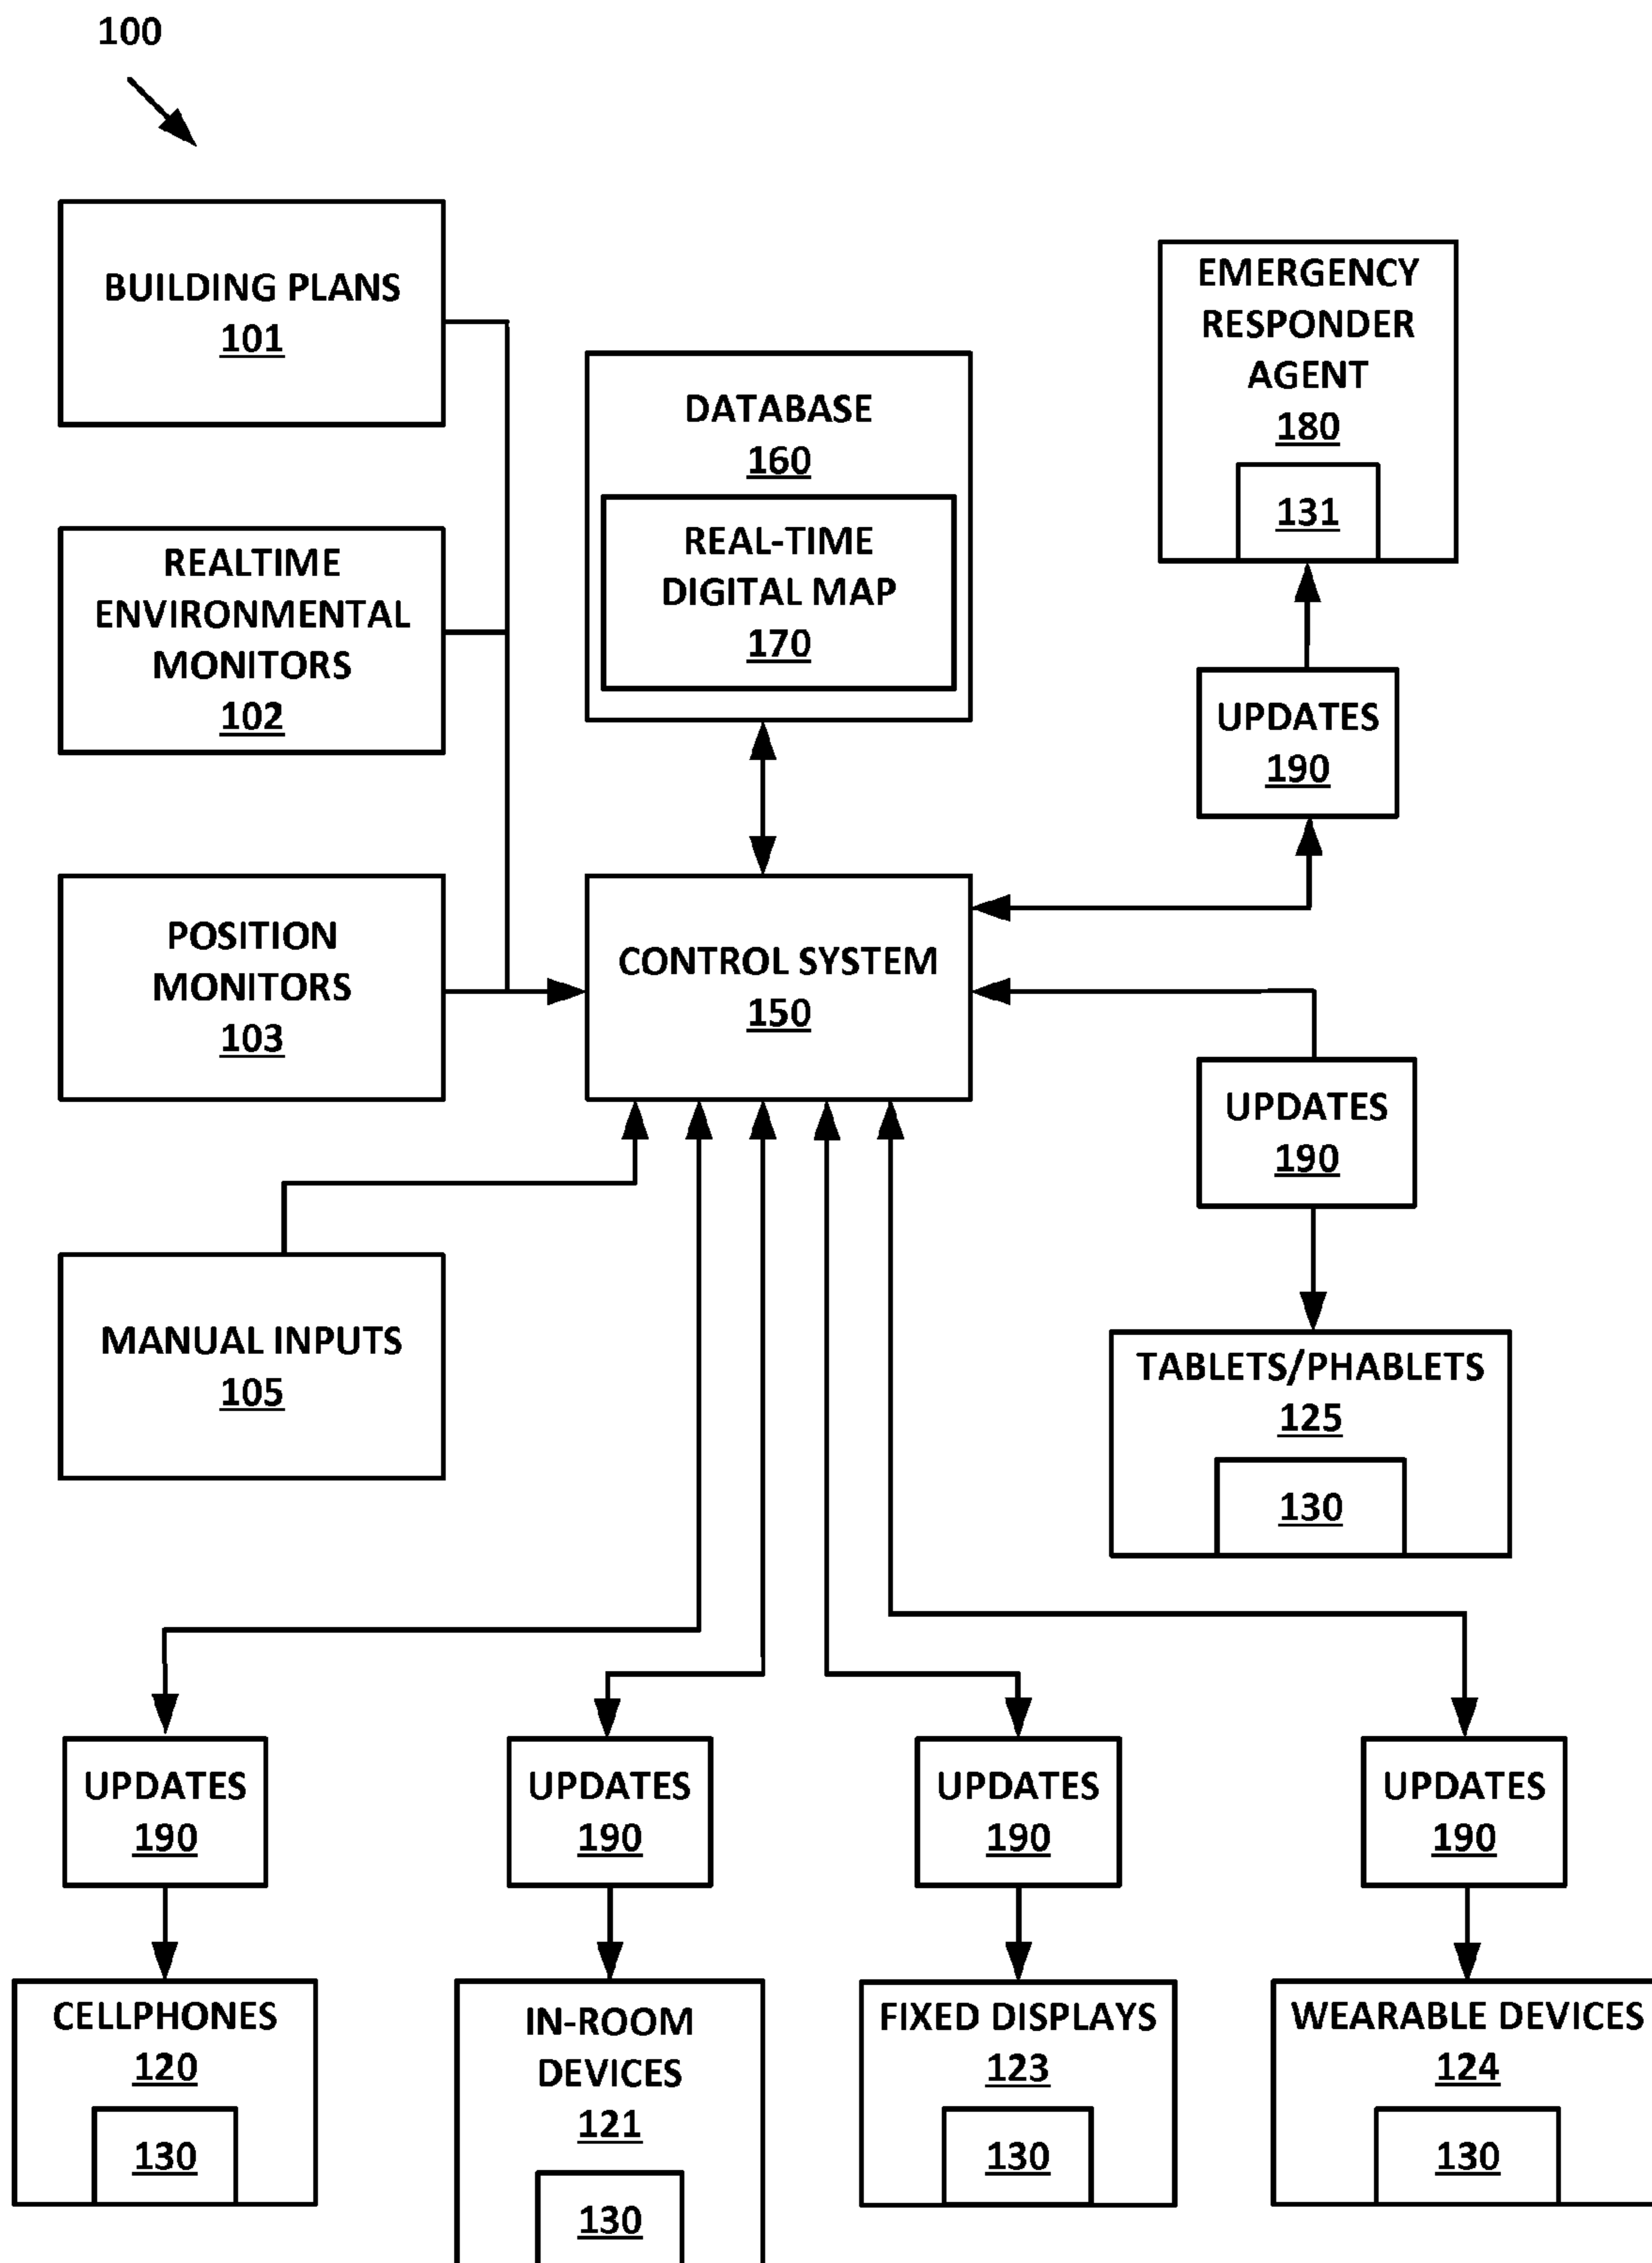 100
BUILDING PLANS
101
REALTIME
ENVIRONMENTAL
MONITORS
102
POSITION
MONITORS
103
MANUAL INPUTS
105
DATABASE
160
REAL-TIME
DIGITAL MAP
170
CONTROL SYSTEM
150
EMERGENCY
RESPONDER
AGENT
180
131
UPDATES
190
UPDATES
190
TABLETS/PHABLETS
125
130
UPDATES
190
CELLPHONES
120
130
UPDATES
190
IN-ROOM
DEVICES
121
130
UPDATES
190
FIXED DISPLAYS
123
130
UPDATES
190
WEARABLE DEVICES
124
130